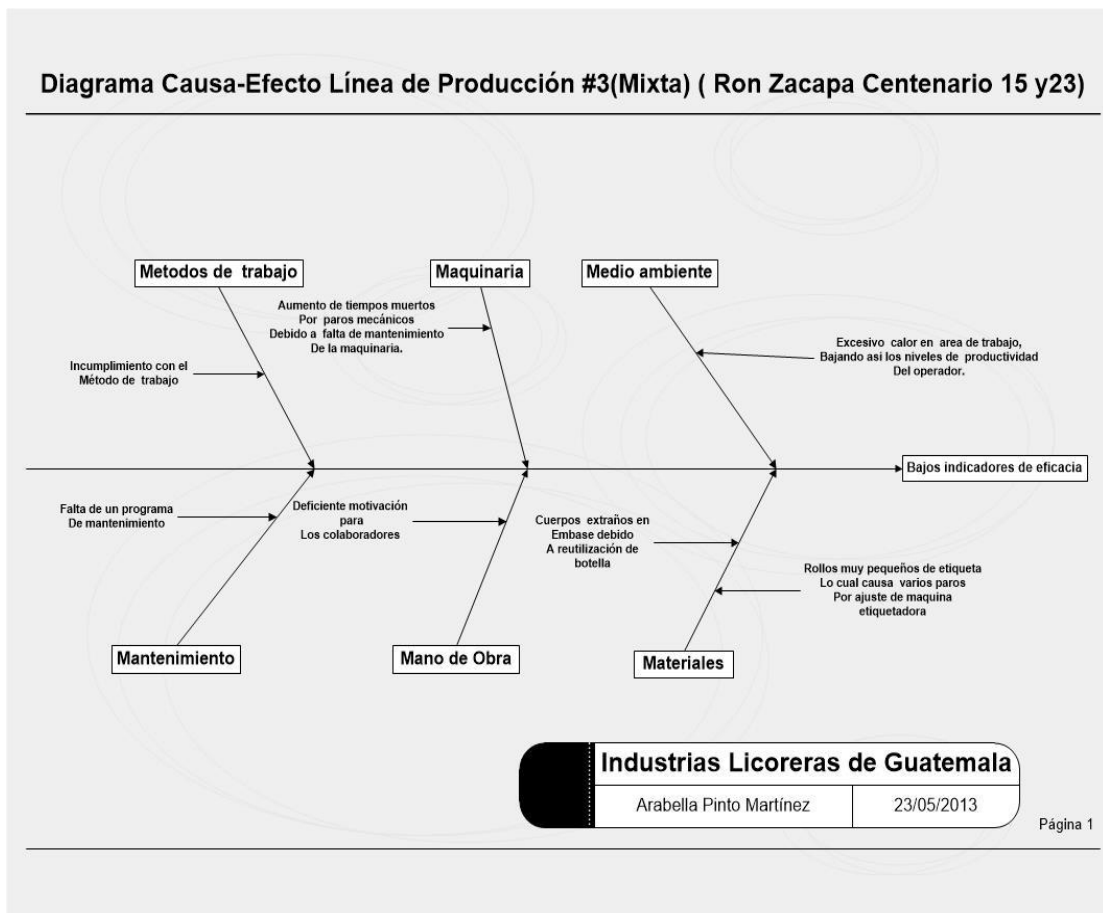 Diagrama Causa-Efecto Línea de Producción #3(Mixta) ( Ron Zacapa Centenario 15 y23)
Metodos de trabajo
Maquinaria
Medio ambiente
Aumento de tiempos muertos
Por paros mecánicos
Debido a falta de mantenimiento
De la maquinaria.
Excesivo calor en area de trabajo,
Bajando así los niveles de productividad
Del operador.
Incumplimiento con el
Método de trabajo
Bajos indicadores de eficacia
Falta de un programa
De mantenimiento
Deficiente motivación
para
Los colaboradores
Cuerpos extraños en
Embase debido
A reutilización de
botella
Rollos muy pequeños de etiqueta
Lo cual causa varios paros
Por ajuste de maquina
etiquetadora
Mantenimiento
Mano de Obra
Materiales
Industrias Licoreras de Guatemala
Arabella Pinto Martínez
23/05/2013
Página 1